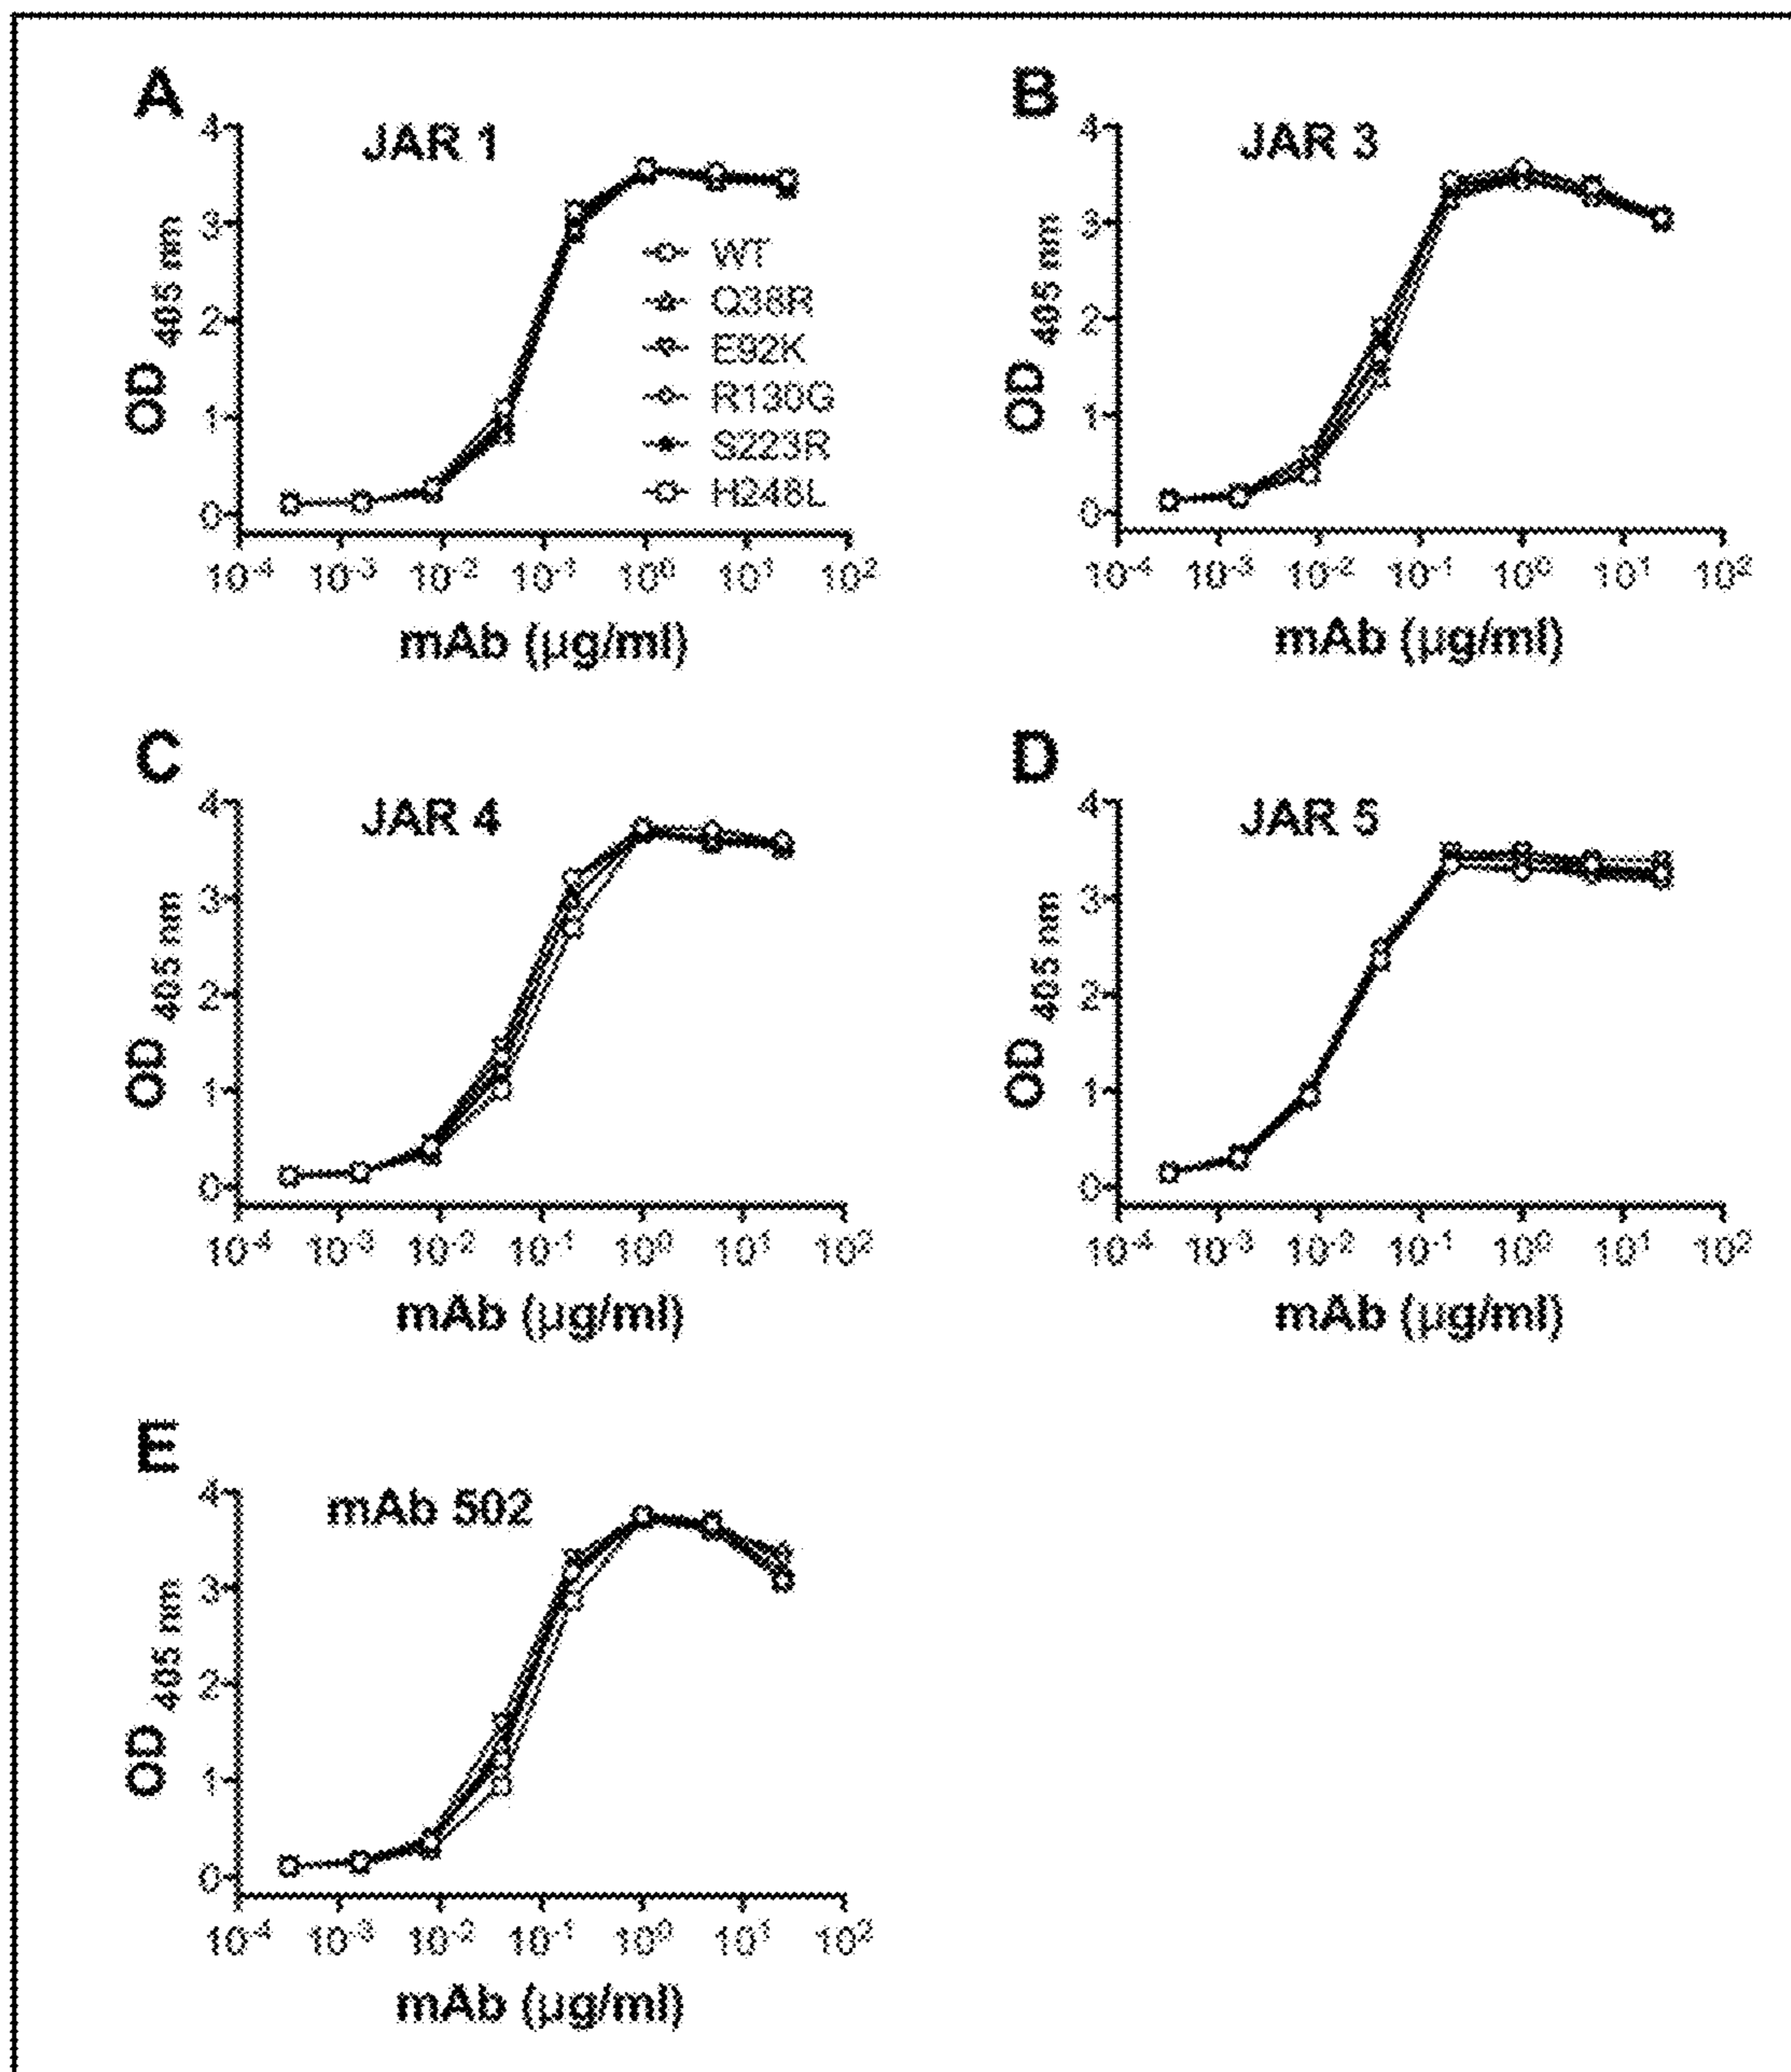 A
JAR 1
4
3
2
1
0
OD 405 nm
WT
Q38R
E92K
R130G
S223R
H248L
10-4 10-3 10-2 10-1 100 101 102
mAb (µg/ml)
B
JAR 3
4
3
2
1
0
OD 405 nm
10-4 10-3 10-2 10-1 100 101 102
mAb (µg/ml)
C
JAR 4
4
3
2
1
0
OD 405 nm
10-4 10-3 10-2 10-1 100 101 102
mAb (µg/ml)
D
JAR 5
4
3
2
1
0
OD 405 nm
10-4 10-3 10-2 10-1 100 101 102
mAb (µg/ml)
E
mAb 502
4
3
2
1
0
OD 405 nm
10-4 10-3 10-2 10-1 100 101 102
mAb (µg/ml)